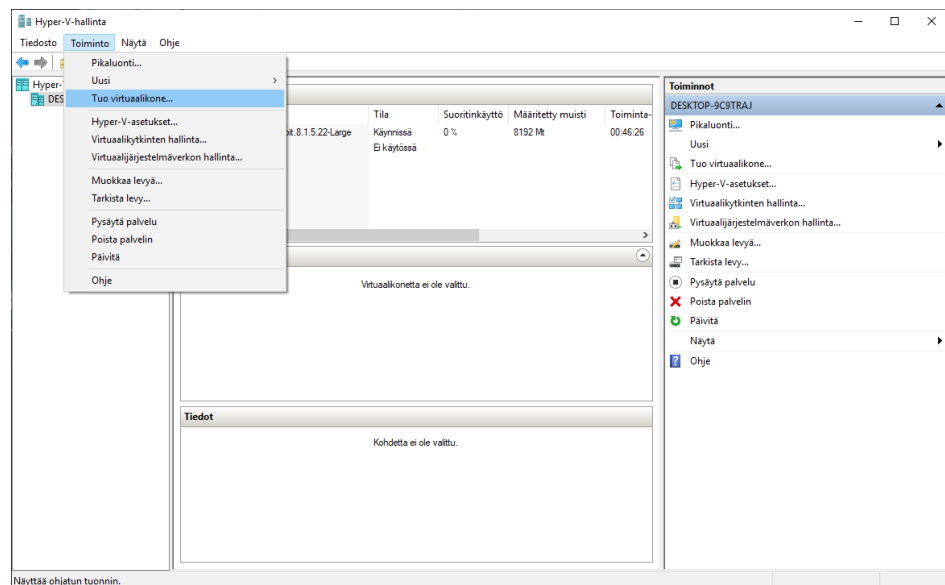 Hyper-V-hallinta
Tiedosto Toiminto Näytä Ohje
Pikaluonti...
Uusi
Tuo virtuaalikone...
Hyper-V-asetukset...
Virtuaalikytkinten hallinta...
Virtuaalijärjestelmäverkon hallinta...
Muokkaa levyä...
Tarkista levy...
Pysäytä palvelu
Poista palvelin
Päivitä
Ohje
Hyper-
DES
Tila Suoritinkäyttö Määritetty muisti Toiminta-
bit.8.1.5.22-Large Käynnissä 0 % 8192 Mt 00:46:26
Ei käytössä
Virtuaalikonetta ei ole valittu.
Tiedot
Kohdetta ei ole valittu.
Toiminnot
DESKTOP-9C9TRAJ
Pikaluonti...
Uusi
Tuo virtuaalikone...
Hyper-V-asetukset...
Virtuaalikytkinten hallinta...
Virtuaalijärjestelmäverkon hallinta...
Muokkaa levyä...
Tarkista levy...
Pysäytä palvelu
Poista palvelin
Päivitä
Näytä
Ohje
Näyttää ohjatun tuonnin.